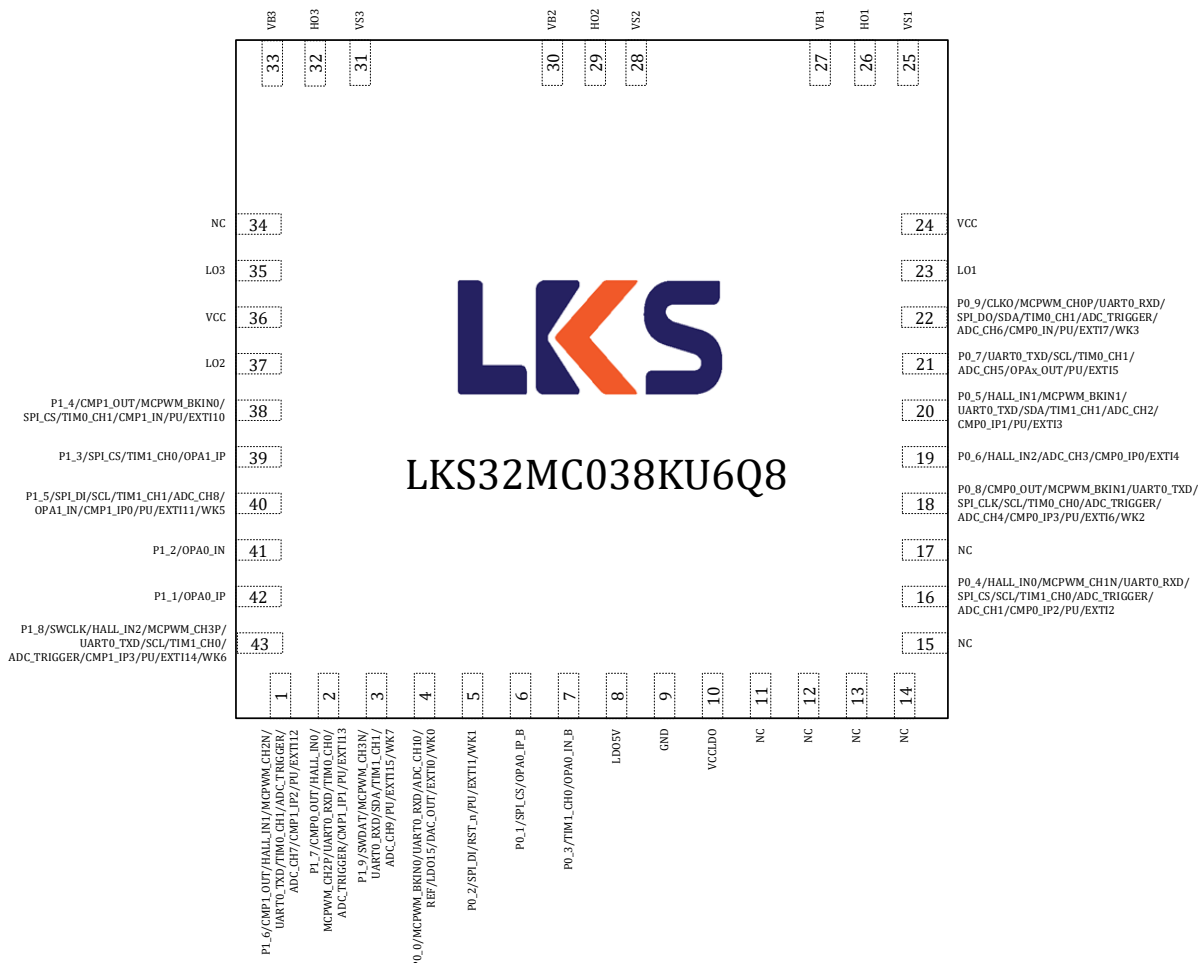 VB3
HO3
VS3
VB2
HO2
VS2
VB1
HO1
VS1
33
32
31
30
29
28
27
26
25
NC
34
LO3
35
VCC
36
LO2
37
P1_4/CMP1_OUT/MCPWM_BKIN0/
SPI_CS/TIM0_CH1/CMP1_IN/PU/EXTI10
38
P1_3/SPI_CS/TIM1_CH0/OPA1_IP
39
P1_5/SPI_DI/SCL/TIM1_CH1/ADC_CH8/
OPA1_IN/CMP1_IP0/PU/EXTI11/WK5
40
P1_2/OPA0_IN
41
P1_1/OPA0_IP
42
P1_8/SWCLK/HALL_IN2/MCPWM_CH3P/
UART0_TXD/SCL/TIM1_CH0/
ADC_TRIGGER/CMP1_IP3/PU/EXTI14/WK6
43
LKS
LKS32MC038KU6Q8
24
VCC
23
LO1
22
P0_9/CLKO/MCPWM_CH0P/UART0_RXD/
SPI_DO/SDA/TIM0_CH1/ADC_TRIGGER/
ADC_CH6/CMP0_IN/PU/EXTI7/WK3
21
P0_7/UART0_TXD/SCL/TIM0_CH1/
ADC_CH5/OPAx_OUT/PU/EXTI5
20
P0_5/HALL_IN1/MCPWM_BKIN1/
UART0_TXD/SDA/TIM1_CH1/ADC_CH2/
CMP0_IP1/PU/EXTI3
19
P0_6/HALL_IN2/ADC_CH3/CMP0_IP0/EXTI4
18
P0_8/CMP0_OUT/MCPWM_BKIN1/UART0_TXD/
SPI_CLK/SCL/TIM0_CH0/ADC_TRIGGER/
ADC_CH4/CMP0_IP3/PU/EXTI6/WK2
17
NC
16
P0_4/HALL_IN0/MCPWM_CH1N/UART0_RXD/
SPI_CS/SCL/TIM1_CH0/ADC_TRIGGER/
ADC_CH1/CMP0_IP2/PU/EXTI2
15
NC
1
2
3
4
5
6
7
8
9
10
11
12
13
14
P1_6/CMP1_OUT/HALL_IN1/MCPWM_CH2N/
UART0_TXD/TIM0_CH1/ADC_TRIGGER/
ADC_CH7/CMP1_IP2/PU/EXTI12
P1_7/CMP0_OUT/HALL_IN0/
MCPWM_CH2P/UART0_RXD/TIM0_CH0/
ADC_TRIGGER/CMP1_IP1/PU/EXTI13
P1_9/SWDAT/MCPWM_CH3N/
UART0_RXD/SDA/TIM1_CH1/
ADC_CH9/PU/EXTI15/WK7
P0_0/MCPWM_BKIN0/UART0_RXD/ADC_CH10/
REF/LDO15/DAC_OUT/EXTI0/WK0
P0_2/SPI_DI/RST_n/PU/EXTI1/WK1
P0_1/SPI_CS/OPA0_IP_B
P0_3/TIM1_CH0/OPA0_IN_B
LDO5V
GND
VCCLDO
NC
NC
NC
NC